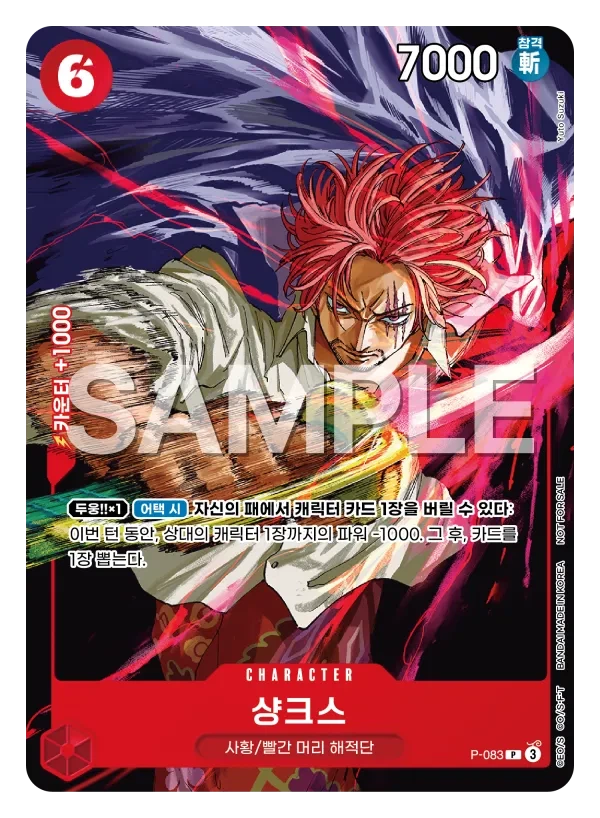 6
7000
참격
斬
Yuto Suzuki
카운터 +1000
SAMPLE
두웅!!×1 어택 시 자신의 패에서 캐릭터 카드 1장을 버릴 수 있다:
이번 턴 동안, 상대의 캐릭터 1장까지의 파워 -1000. 그 후, 카드를
1장 뽑는다.
CHARACTER
샹크스
사황/빨간 머리 해적단
P-083 P 3
©EO/S ©O/S·F·T BANDAI MADE IN KOREA NOT FOR SALE